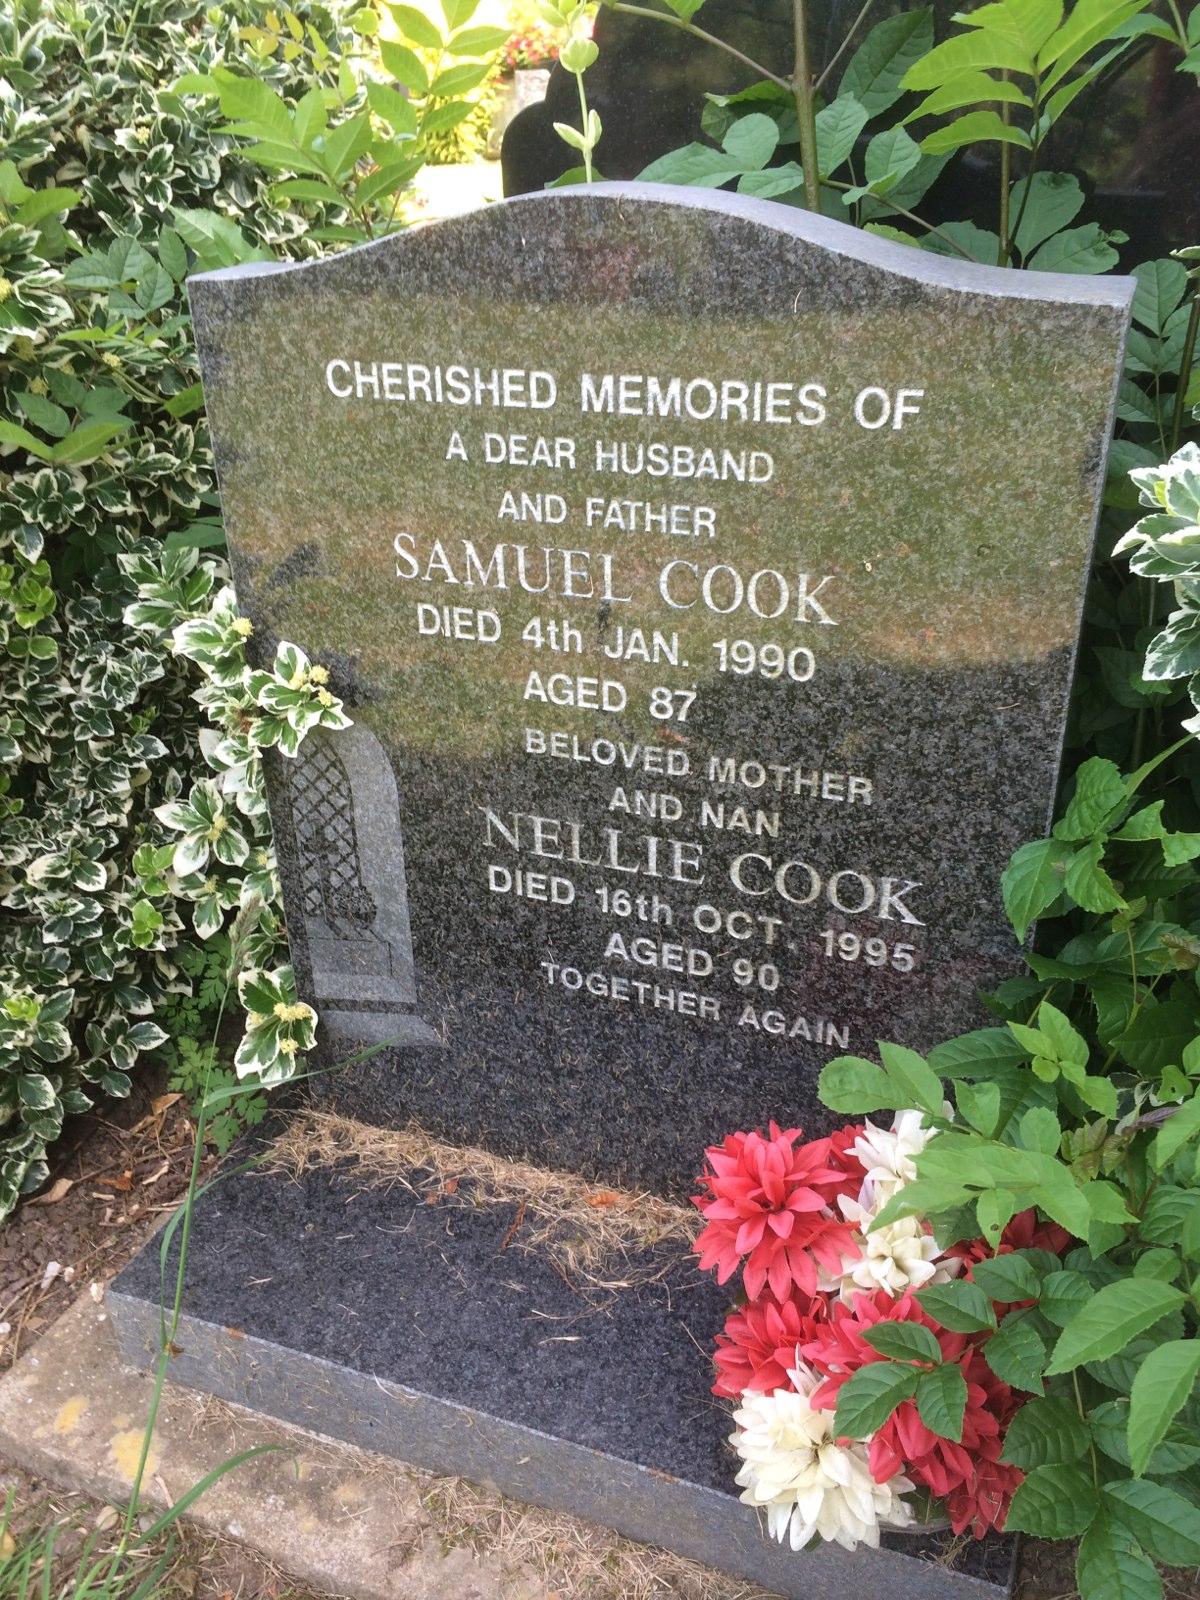 CHERISHED MEMORIES OF
A DEAR HUSBAND
AND FATHER
SAMUEL COOK
DIED 4th JAN. 1990
AGED 87
BELOVED MOTHER
AND NAN
NELLIE COOK
DIED 16th OCT. 1995
AGED 90
TOGETHER AGAIN